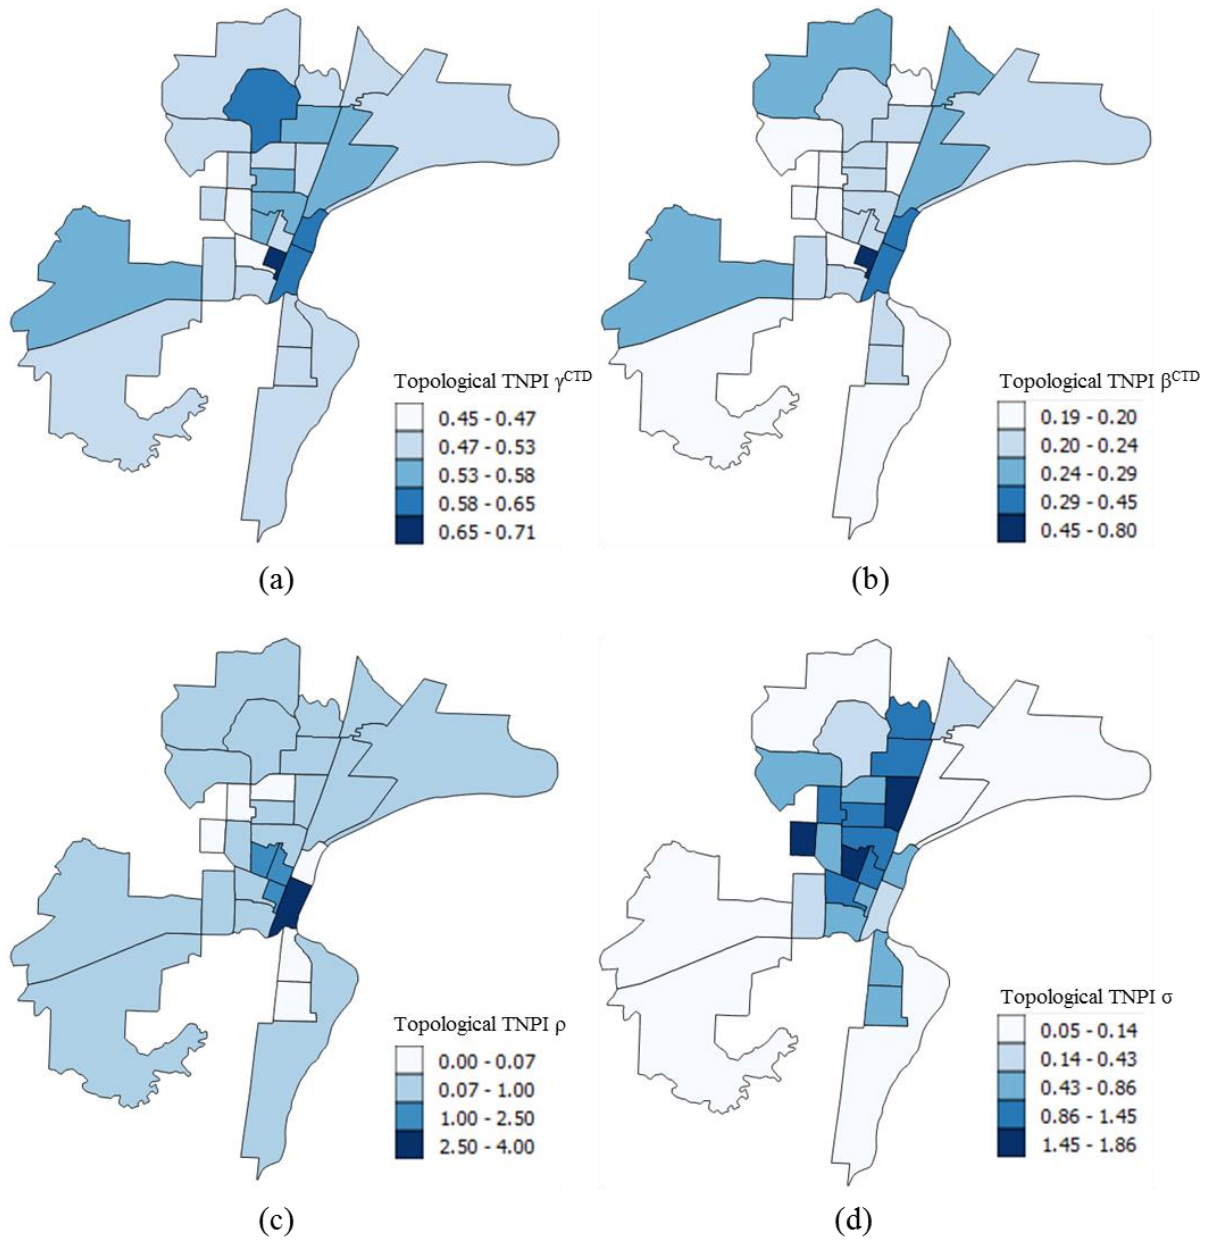 Topological TNPI γCTD
0.45 - 0.47
0.47 - 0.53
0.53 - 0.58
0.58 - 0.65
0.65 - 0.71
(a)
Topological TNPI βCTD
0.19 - 0.20
0.20 - 0.24
0.24 - 0.29
0.29 - 0.45
0.45 - 0.80
(b)
Topological TNPI ρ
0.00 - 0.07
0.07 - 1.00
1.00 - 2.50
2.50 - 4.00
(c)
Topological TNPI σ
0.05 - 0.14
0.14 - 0.43
0.43 - 0.86
0.86 - 1.45
1.45 - 1.86
(d)